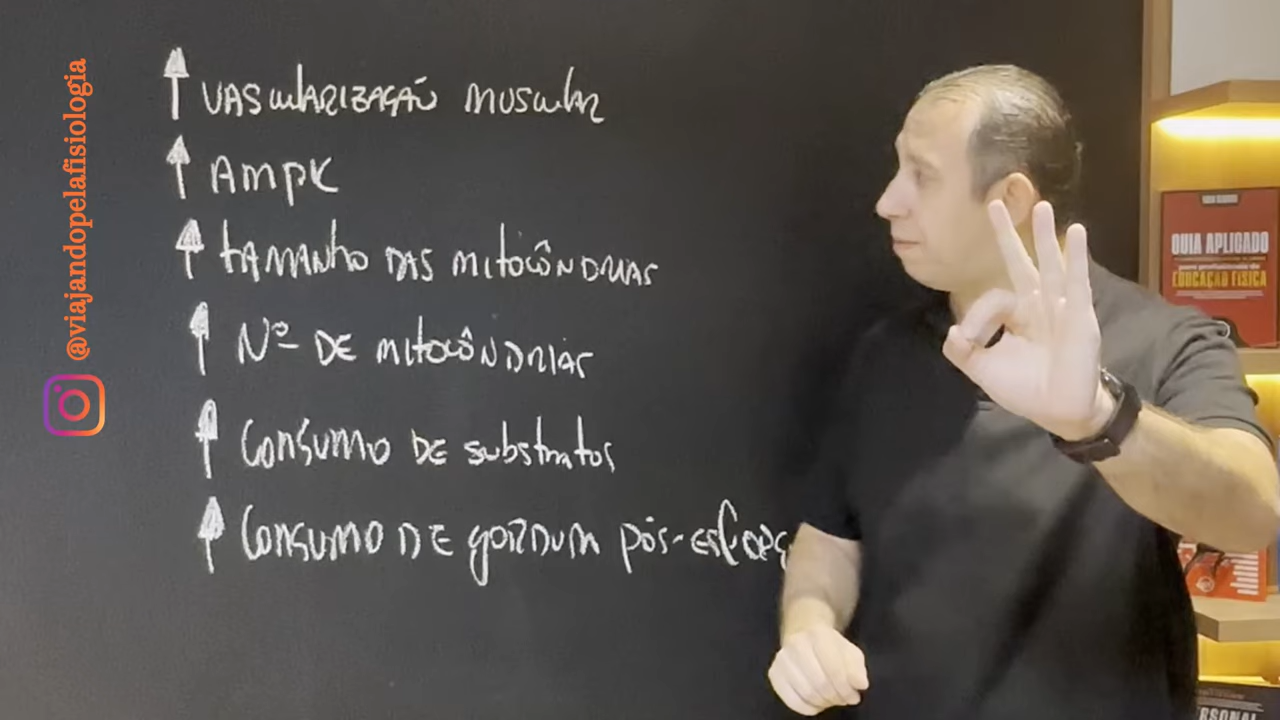 @viajandopelafisiologia
↑ VASCULARIZAÇÃO MUSCULAR
↑ AMPK
↑ TAMANHO DAS MITOCÔNDRIAS
↑ Nº DE MITOCÔNDRIAS
↑ CONSUMO DE SUBSTRATOS
↑ CONSUMO DE GORDURA PÓS-ESFORÇ
GUIA APLICADO
EDUCAÇÃO FÍSICA